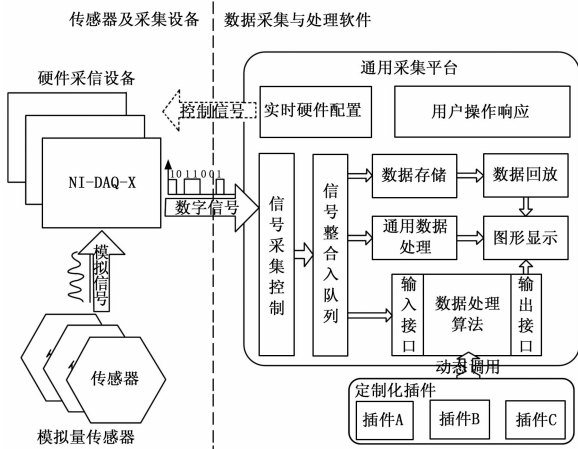 传感器及采集设备
数据采集与处理软件
硬件采信设备
NI-DAQ-X
控制信号
1011001
数字信号
模拟信号
传感器
模拟量传感器
通用采集平台
实时硬件配置
用户操作响应
信号采集控制
信号整合入队列
数据存储
数据回放
通用数据
处理
图形显示
输入接口
数据处理
算法
输出接口
动态调用
定制化插件
插件A
插件B
插件C